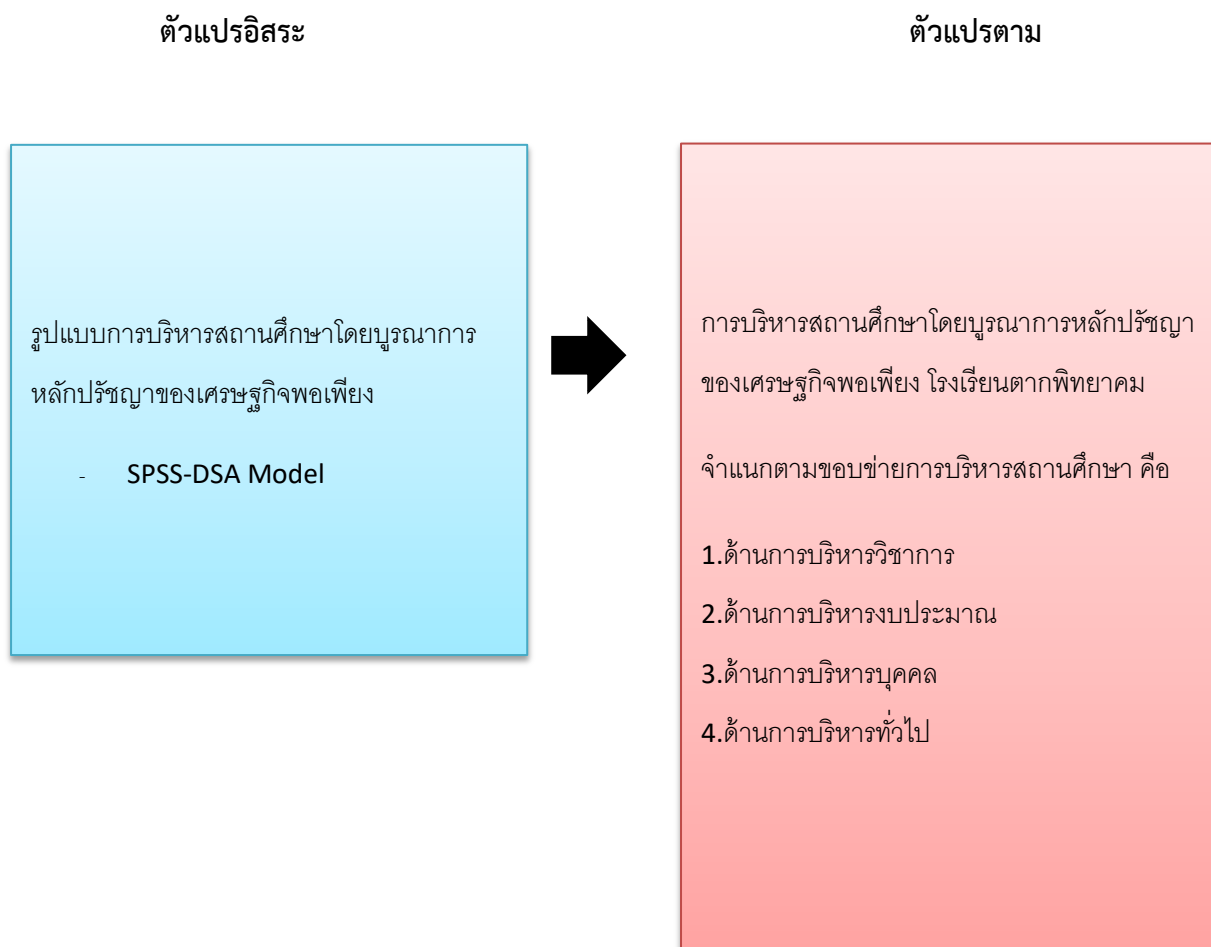 ตัวแปรอิสระ
ตัวแปรตาม
รูปแบบการบริหารสถานศึกษาโดยบูรณาการ
หลักปรัชญาของเศรษฐกิจพอเพียง
- SPSS-DSA Model
การบริหารสถานศึกษาโดยบูรณาการหลักปรัชญา
ของเศรษฐกิจพอเพียง โรงเรียนตากพิทยาคม
จำแนกตามขอบข่ายการบริหารสถานศึกษา คือ
1.ด้านการบริหารวิชาการ
2.ด้านการบริหารงบประมาณ
3.ด้านการบริหารบุคคล
4.ด้านการบริหารทั่วไป